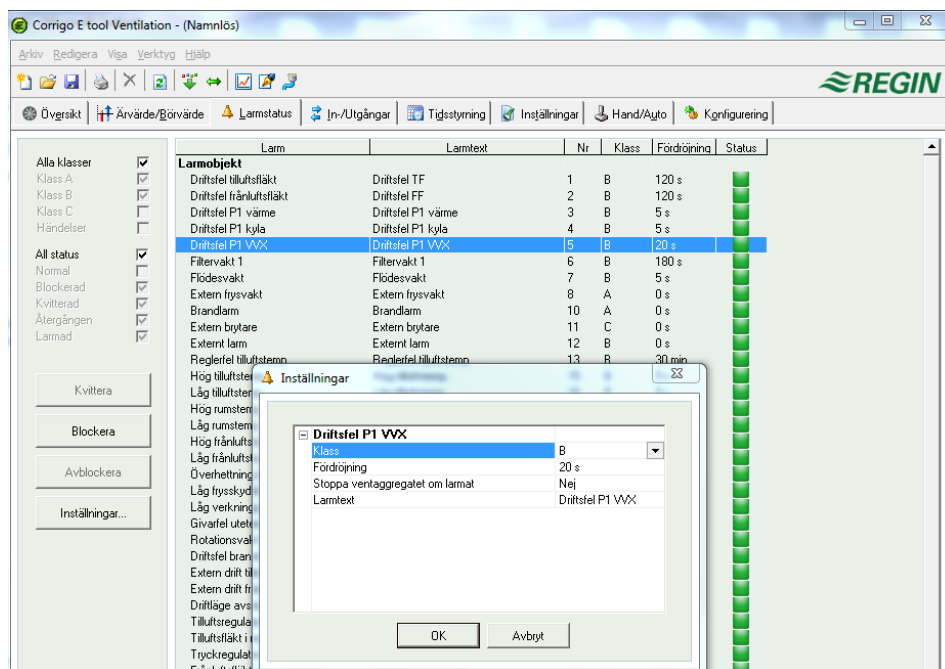 Corrigo E tool Ventilation - (Namnlös)
Arkiv Redigera Visa Verktyg Hjälp
REGIN
Översikt Ärvärde/Börvärde Larmstatus In-/Utgångar Tidsstyrning Inställningar Hand/Auto Konfigurering
Larm Larmtext Nr Klass Fördröjning Status
Alla klasser
Klass A
Klass B
Klass C
Händelser
All status
Normal
Blockerad
Kvitterad
Återgången
Larmad
Kvittera
Blockera
Avblockera
Inställningar...
Larmobjekt
Driftsfel tilluftsfläkt Driftsfel TF 1 B 120 s
Driftsfel frånluftsfläkt Driftsfel FF 2 B 120 s
Driftsfel P1 värme Driftsfel P1 värme 3 B 5 s
Driftsfel P1 kyla Driftsfel P1 kyla 4 B 5 s
Driftsfel P1 VVX Driftsfel P1 VVX 5 B 20 s
Filtervakt 1 Filtervakt 1 6 B 180 s
Flödesvakt Flödesvakt 7 B 5 s
Extern frysvakt Extern frysvakt 8 A 0 s
Brandlarm Brandlarm 10 A 0 s
Extern brytare Extern brytare 11 C 0 s
Externt larm Externt larm 12 B 0 s
Reglerfel tilluftstemp Reglerfel tilluftstemp 13 B 30 min
Hög tilluftste
Låg tilluftste
Hög rumstem
Låg rumstem
Hög frånlufts
Låg frånluftst
Överhettning
Låg frysskyd
Låg verkning
Givarfel utete
Rotationsval
Driftsfel bran
Extern drift til
Extern drift fr
Driftläge avs
Tilluftsregula
Tilluftsfläkt i
Tryckregulat
Inställningar
Driftsfel P1 VVX
Klass B
Fördröjning 20 s
Stoppa ventaggregatet om larmat Nej
Larmtext Driftsfel P1 VVX
OK Avbryt